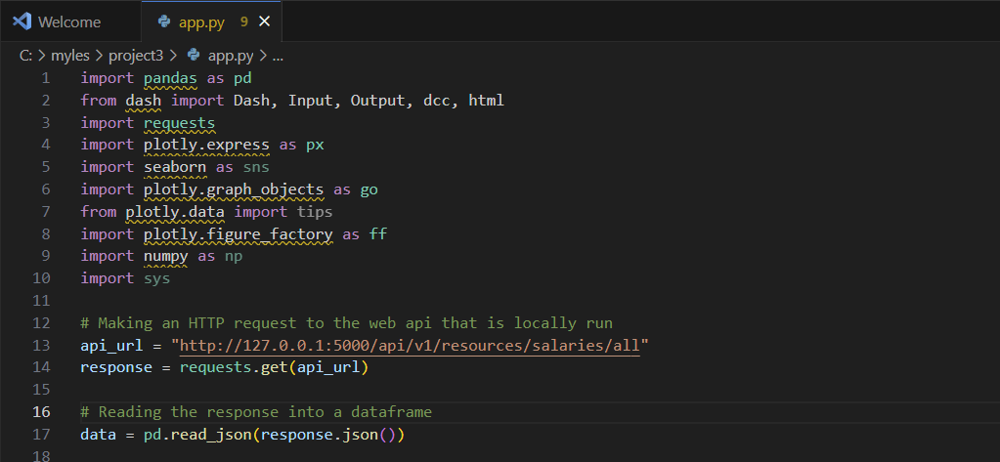 Welcome
app.py 9
C: > myles > project3 > app.py > ...
1 import pandas as pd
2 from dash import Dash, Input, Output, dcc, html
3 import requests
4 import plotly.express as px
5 import seaborn as sns
6 import plotly.graph_objects as go
7 from plotly.data import tips
8 import plotly.figure_factory as ff
9 import numpy as np
10 import sys
11
12 # Making an HTTP request to the web api that is locally run
13 api_url = "http://127.0.0.1:5000/api/v1/resources/salaries/all"
14 response = requests.get(api_url)
15
16 # Reading the response into a dataframe
17 data = pd.read_json(response.json())
18